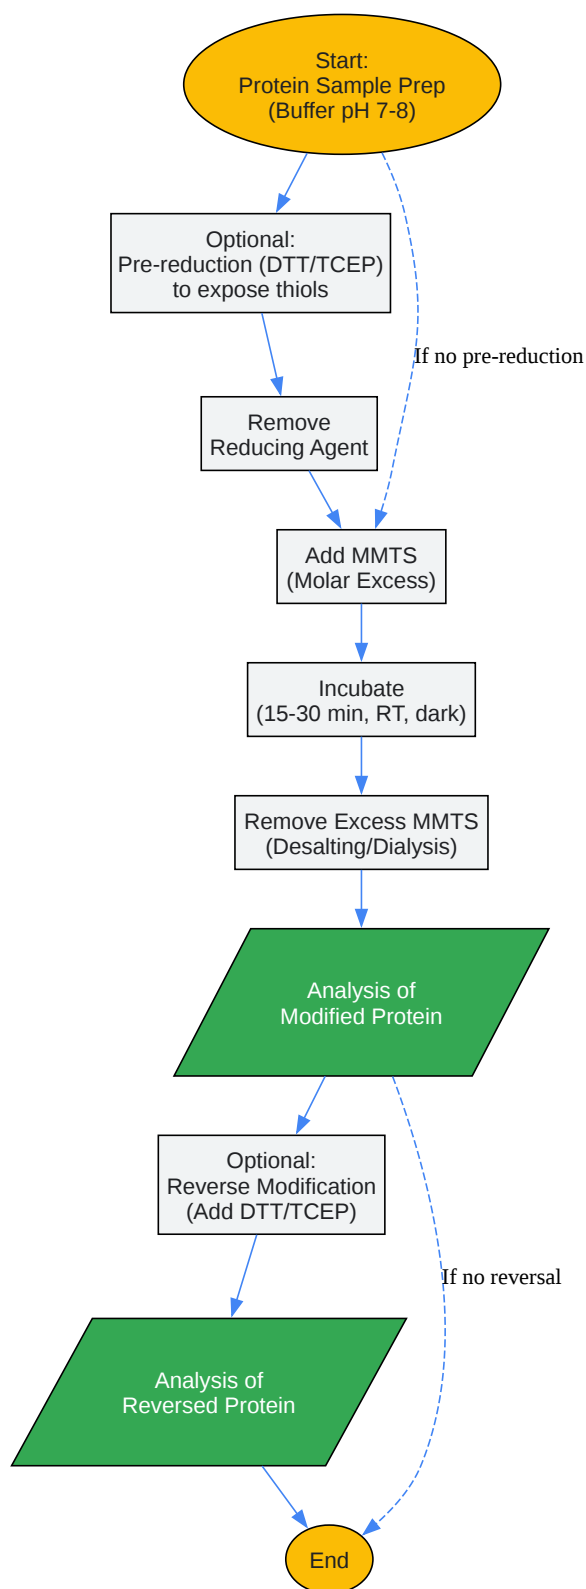 Start:
Protein Sample Prep
(Buffer pH 7-8)
Optional:
Pre-reduction (DTT/TCEP)
to expose thiols
If no pre-reduction
Remove
Reducing Agent
Add MMTS
(Molar Excess)
Incubate
(15-30 min, RT, dark)
Remove Excess MMTS
(Desalting/Dialysis)
Analysis of
Modified Protein
Optional:
Reverse Modification
(Add DTT/TCEP)
If no reversal
Analysis of
Reversed Protein
End